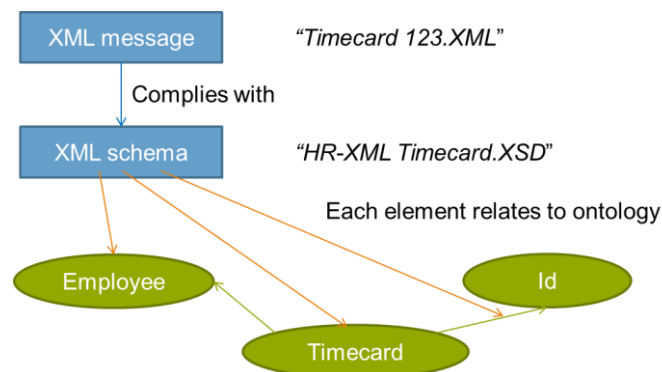 XML message
“Timecard 123.XML”
Complies with
XML schema
“HR-XML Timecard.XSD”
Each element relates to ontology
Employee
Id
Timecard